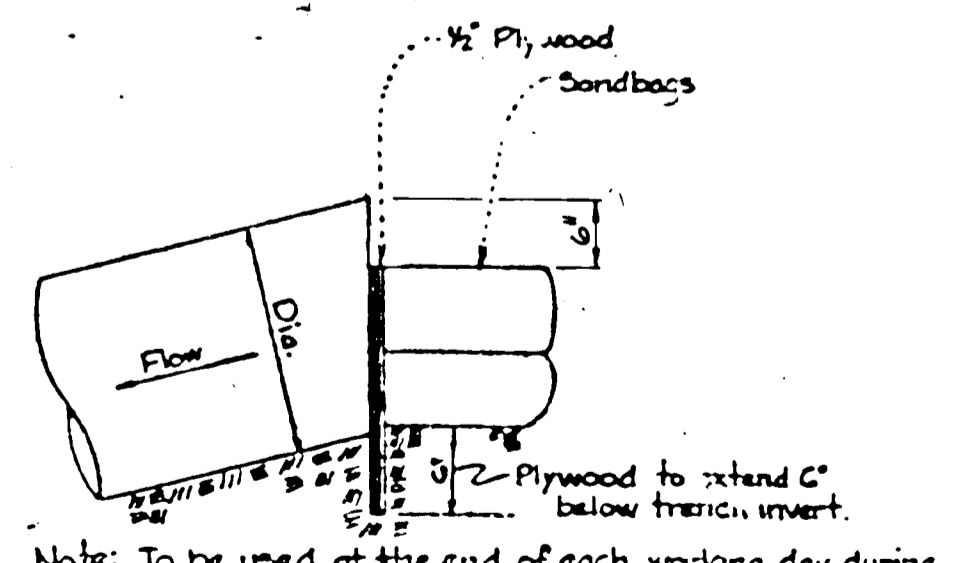 ½" Plywood
Sandbags
6"
Dia.
Flow
6"
Plywood to extend 6"
below trench invert.
Note: To be used at the end of each working day during